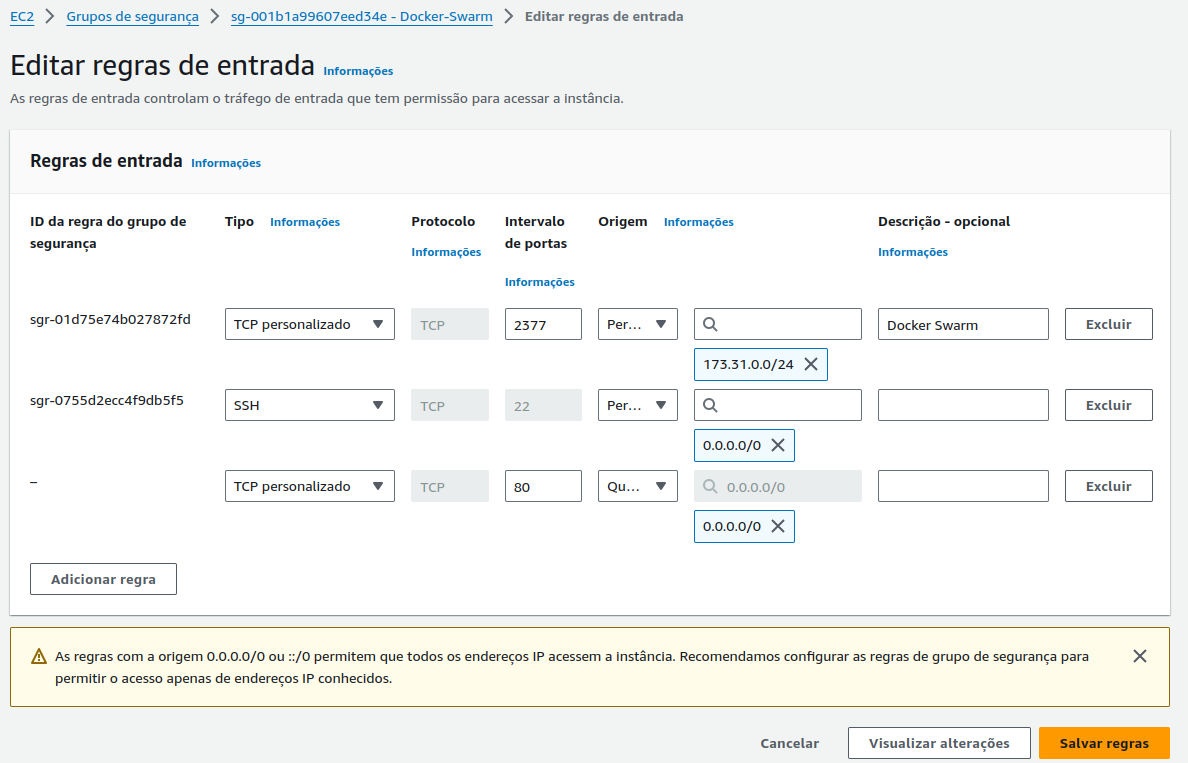 EC2 > Grupos de segurança > sg-001b1a99607eed34e - Docker-Swarm > Editar regras de entrada
Editar regras de entrada Informações
As regras de entrada controlam o tráfego de entrada que tem permissão para acessar a instância.
Regras de entrada Informações
ID da regra do grupo de
segurança
Tipo Informações
Protocolo
Informações
Intervalo
de portas
Informações
Origem Informações
Descrição - opcional
Informações
sgr-01d75e74b027872fd TCP personalizado TCP 2377 Per... Docker Swarm Excluir
173.31.0.0/24
sgr-0755d2ecc4f9db5f5 SSH TCP 22 Per... Excluir
0.0.0.0/0
– TCP personalizado TCP 80 Qu... 0.0.0.0/0 Excluir
0.0.0.0/0
Adicionar regra
As regras com a origem 0.0.0.0/0 ou ::/0 permitem que todos os endereços IP acessem a instância. Recomendamos configurar as regras de grupo de segurança para
permitir o acesso apenas de endereços IP conhecidos.
Cancelar Visualizar alterações Salvar regras